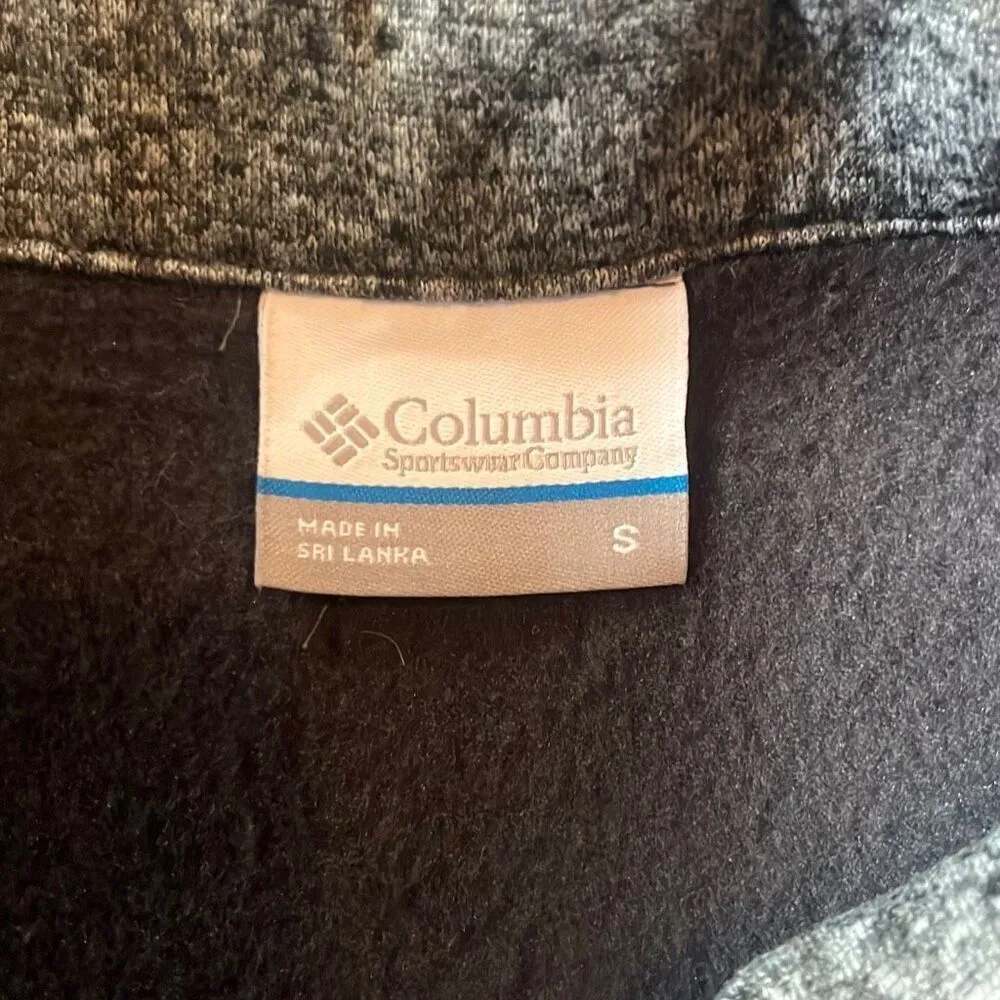 Columbia
Sportswear Company
MADE IN
SRI LANKA
S